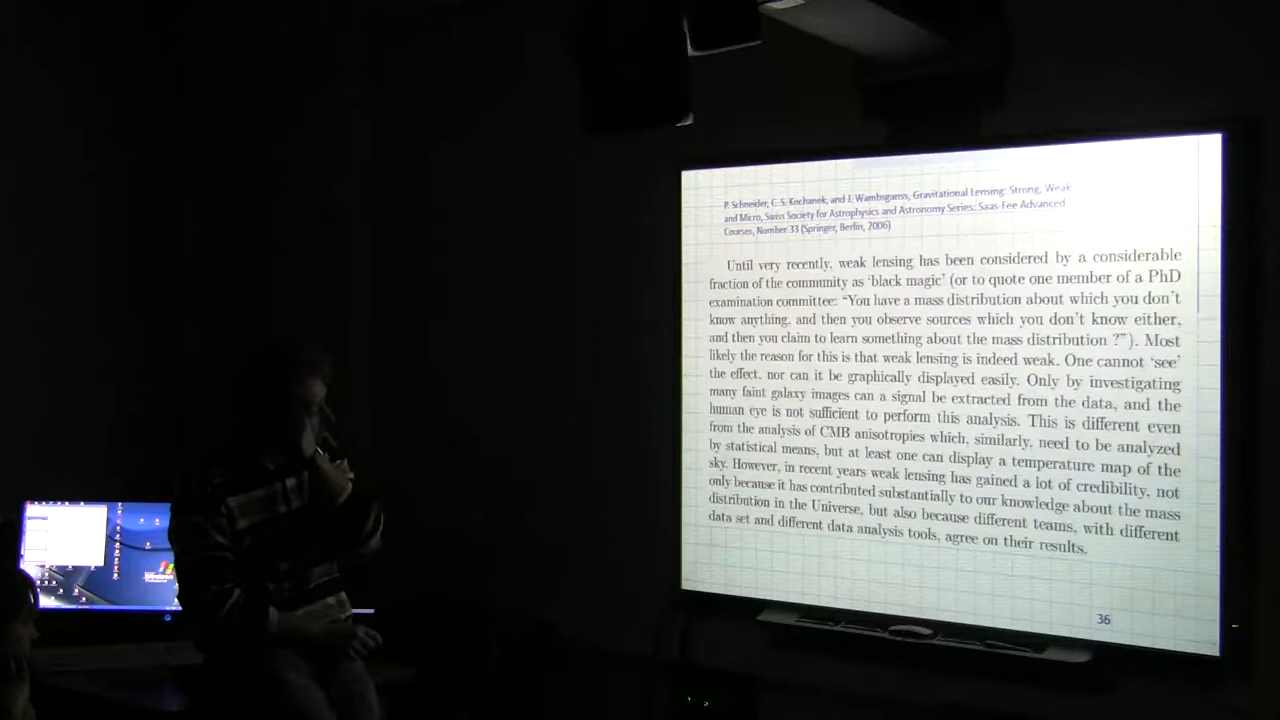 P. Schneider, C. S. Kochanek, and J. Wambsganss, Gravitational Lensing: Strong, Weak
and Micro, Swiss Society for Astrophysics and Astronomy Series: Saas-Fee Advanced
Courses, Number 33 (Springer, Berlin, 2006)
Until very recently, weak lensing has been considered by a considerable
fraction of the community as ‘black magic’ (or to quote one member of a PhD
examination committee: “You have a mass distribution about which you don’t
know anything, and then you observe sources which you don’t know either,
and then you claim to learn something about the mass distribution ?”). Most
likely the reason for this is that weak lensing is indeed weak. One cannot ‘see’
the effect, nor can it be graphically displayed easily. Only by investigating
many faint galaxy images can a signal be extracted from the data, and the
human eye is not sufficient to perform this analysis. This is different even
from the analysis of CMB anisotropies which, similarly, need to be analyzed
by statistical means, but at least one can display a temperature map of the
sky. However, in recent years weak lensing has gained a lot of credibility, not
only because it has contributed substantially to our knowledge about the mass
distribution in the Universe, but also because different teams, with different
data set and different data analysis tools, agree on their results.
36
Windows